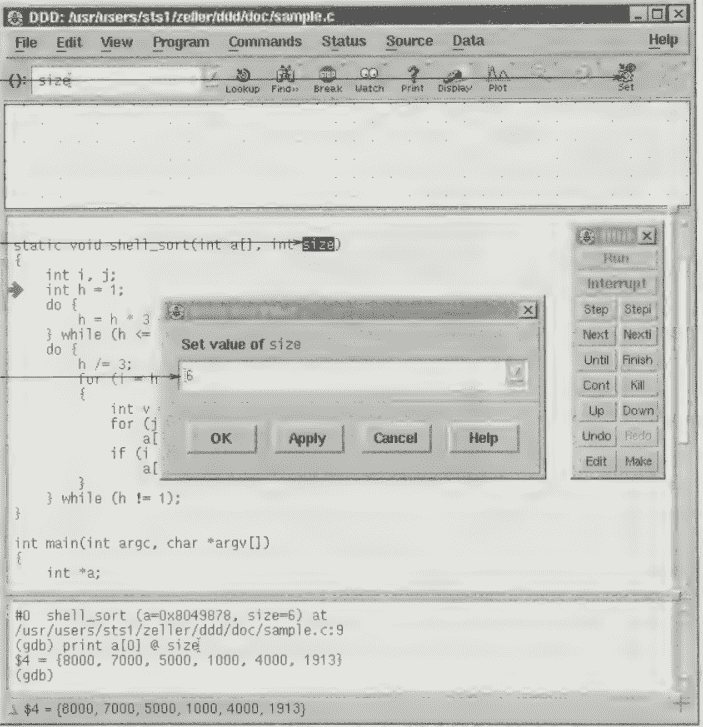 DDD: /usr/users/sts1/zeller/ddd/doc/sample.c
File Edit View Program Commands Status Source Data Help
(): size
Lookup Find» Break Watch Print Display Plot Set
static void shell_sort(int a[], int size)
{
int i, j;
int h = 1;
do {
h = h * 3
} while (h <=
do {
h /= 3;
for (i = h
{
int v
for (j
a[
if (i
a[
}
} while (h != 1);
}
int main(int argc, char *argv[])
{
int *a;
Set value of size
6
OK Apply Cancel Help
Run
Interrupt
Step Stepi
Next Nexti
Until Finish
Cont Kill
Up Down
Undo Redo
Edit Make
#0 shell_sort (a=0x8049878, size=6) at
/usr/users/sts1/zeller/ddd/doc/sample.c:9
(gdb) print a[0] @ size
$4 = {8000, 7000, 5000, 1000, 4000, 1913}
(gdb)
$4 = {8000, 7000, 5000, 1000, 4000, 1913}